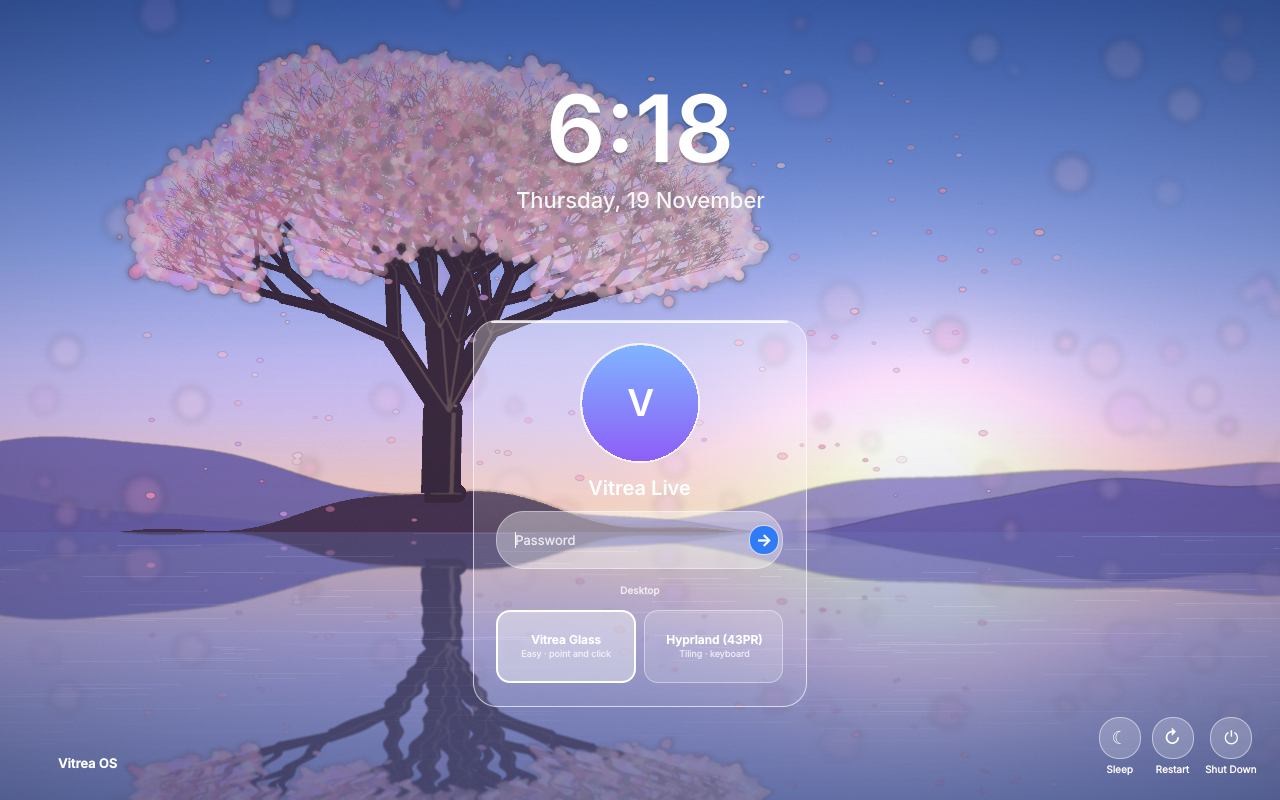 6:18
Thursday, 19 November
V
Vitrea Live
Password
Desktop
Vitrea Glass
Easy · point and click
Hyprland (43PR)
Tiling · keyboard
Vitrea OS
Sleep
Restart
Shut Down